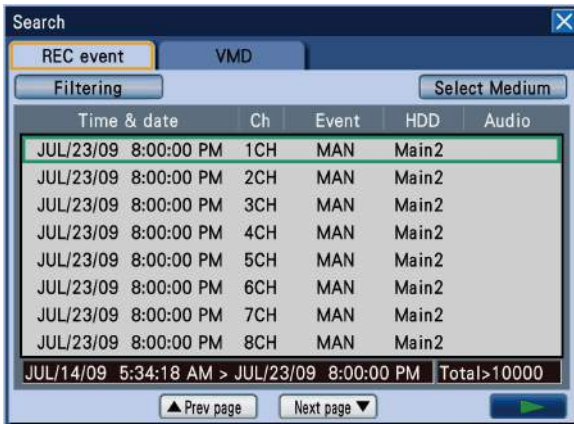 Search
REC event VMD
Filtering Select Medium
Time & date Ch Event HDD Audio
JUL/23/09 8:00:00 PM 1CH MAN Main2
JUL/23/09 8:00:00 PM 2CH MAN Main2
JUL/23/09 8:00:00 PM 3CH MAN Main2
JUL/23/09 8:00:00 PM 4CH MAN Main2
JUL/23/09 8:00:00 PM 5CH MAN Main2
JUL/23/09 8:00:00 PM 6CH MAN Main2
JUL/23/09 8:00:00 PM 7CH MAN Main2
JUL/23/09 8:00:00 PM 8CH MAN Main2
JUL/14/09 5:34:18 AM > JUL/23/09 8:00:00 PM Total>10000
▲ Prev page Next page ▼